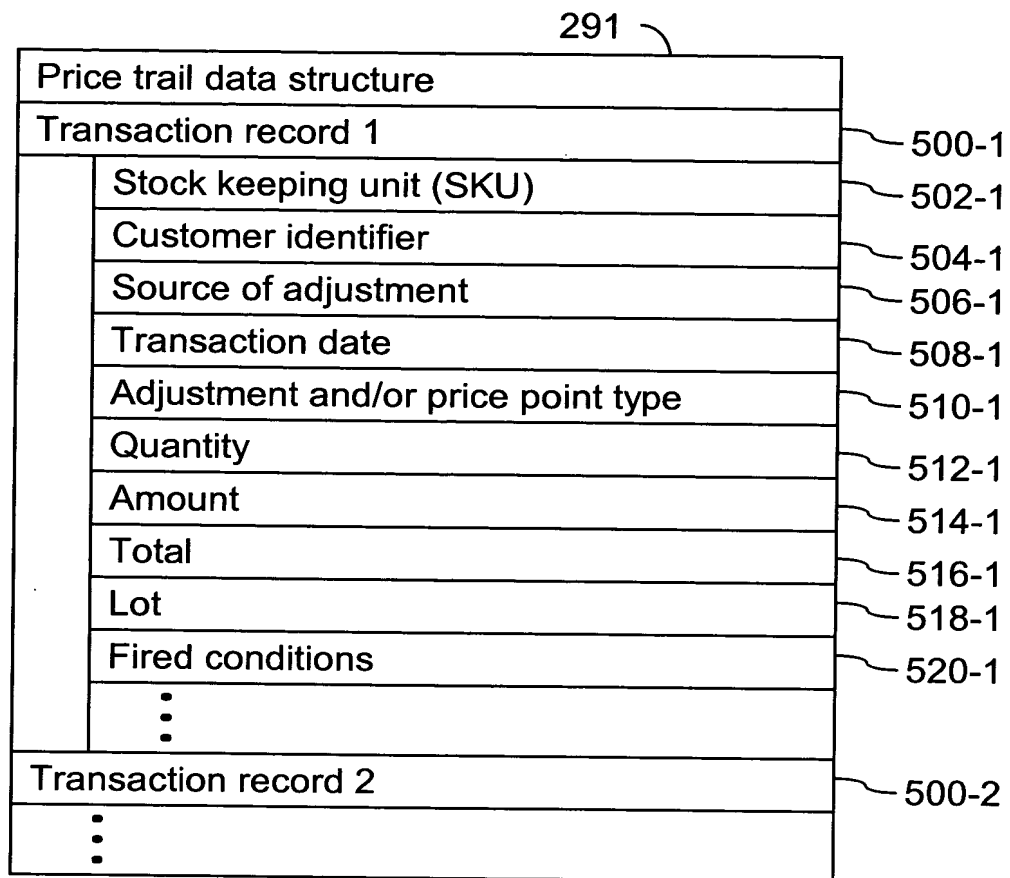 291
Price trail data structure
Transaction record 1
500-1
Stock keeping unit (SKU)
502-1
Customer identifier
504-1
Source of adjustment
506-1
Transaction date
508-1
Adjustment and/or price point type
510-1
Quantity
512-1
Amount
514-1
Total
516-1
Lot
518-1
Fired conditions
520-1
Transaction record 2
500-2